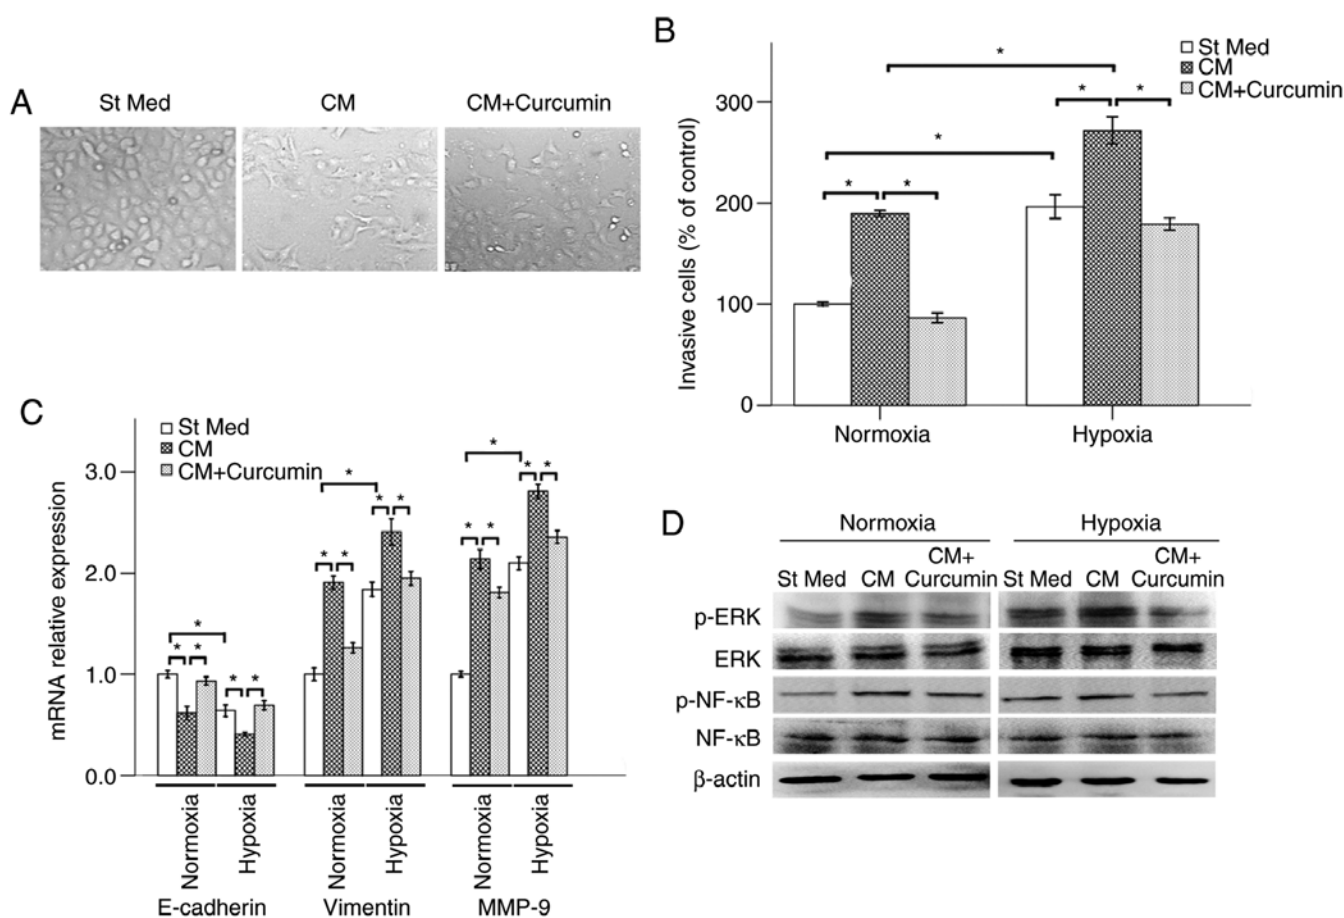 A
St Med CM CM+Curcumin
B
St Med
CM
CM+Curcumin
Invasive cells (% of control)
300
200
100
0
* * * * * *
Normoxia Hypoxia
C
St Med
CM
CM+Curcumin
mRNA relative expression
3.0
2.0
1.0
0.0
* * * * *
* * * * *
* * * * *
Normoxia Hypoxia Normoxia Hypoxia Normoxia Hypoxia
E-cadherin Vimentin MMP-9
D
Normoxia Hypoxia
St Med CM CM+ Curcumin St Med CM CM+ Curcumin
p-ERK
ERK
p-NF-κB
NF-κB
β-actin